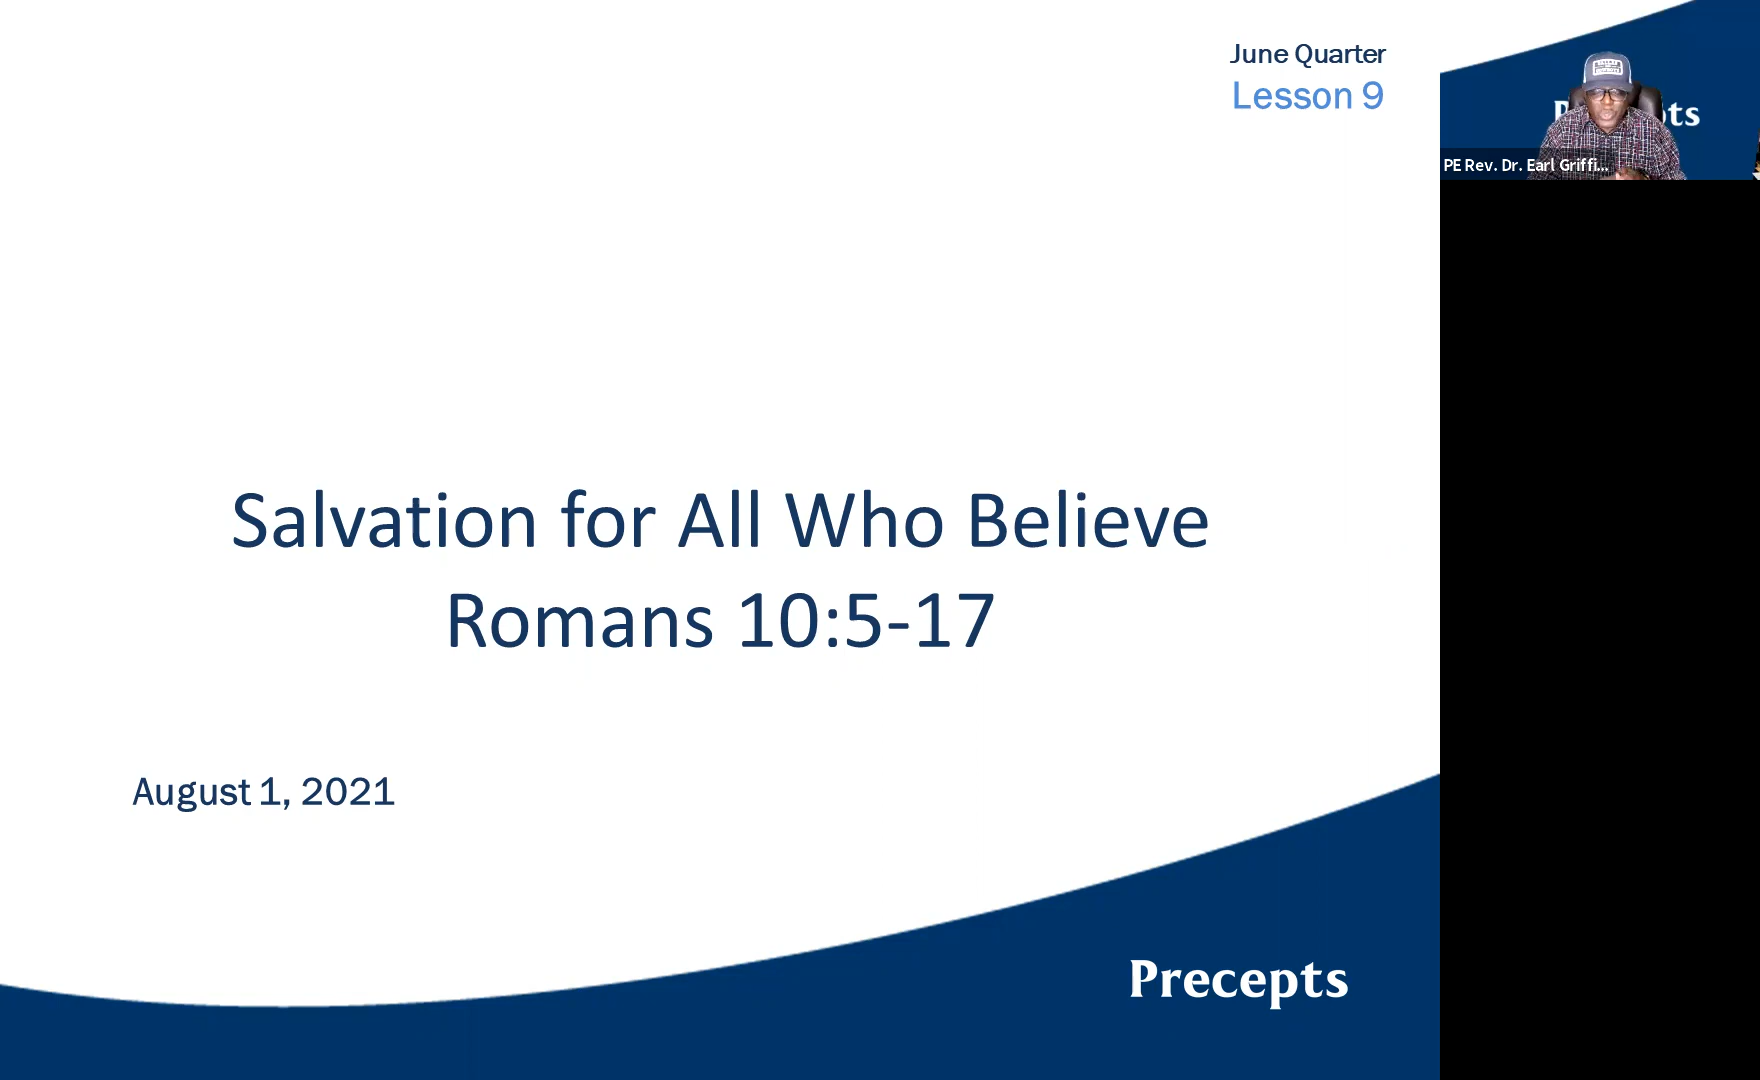 June Quarter
Lesson 9
ts
PE Rev. Dr. Earl Griffi...
Salvation for All Who Believe
Romans 10:5-17
August 1, 2021
Precepts